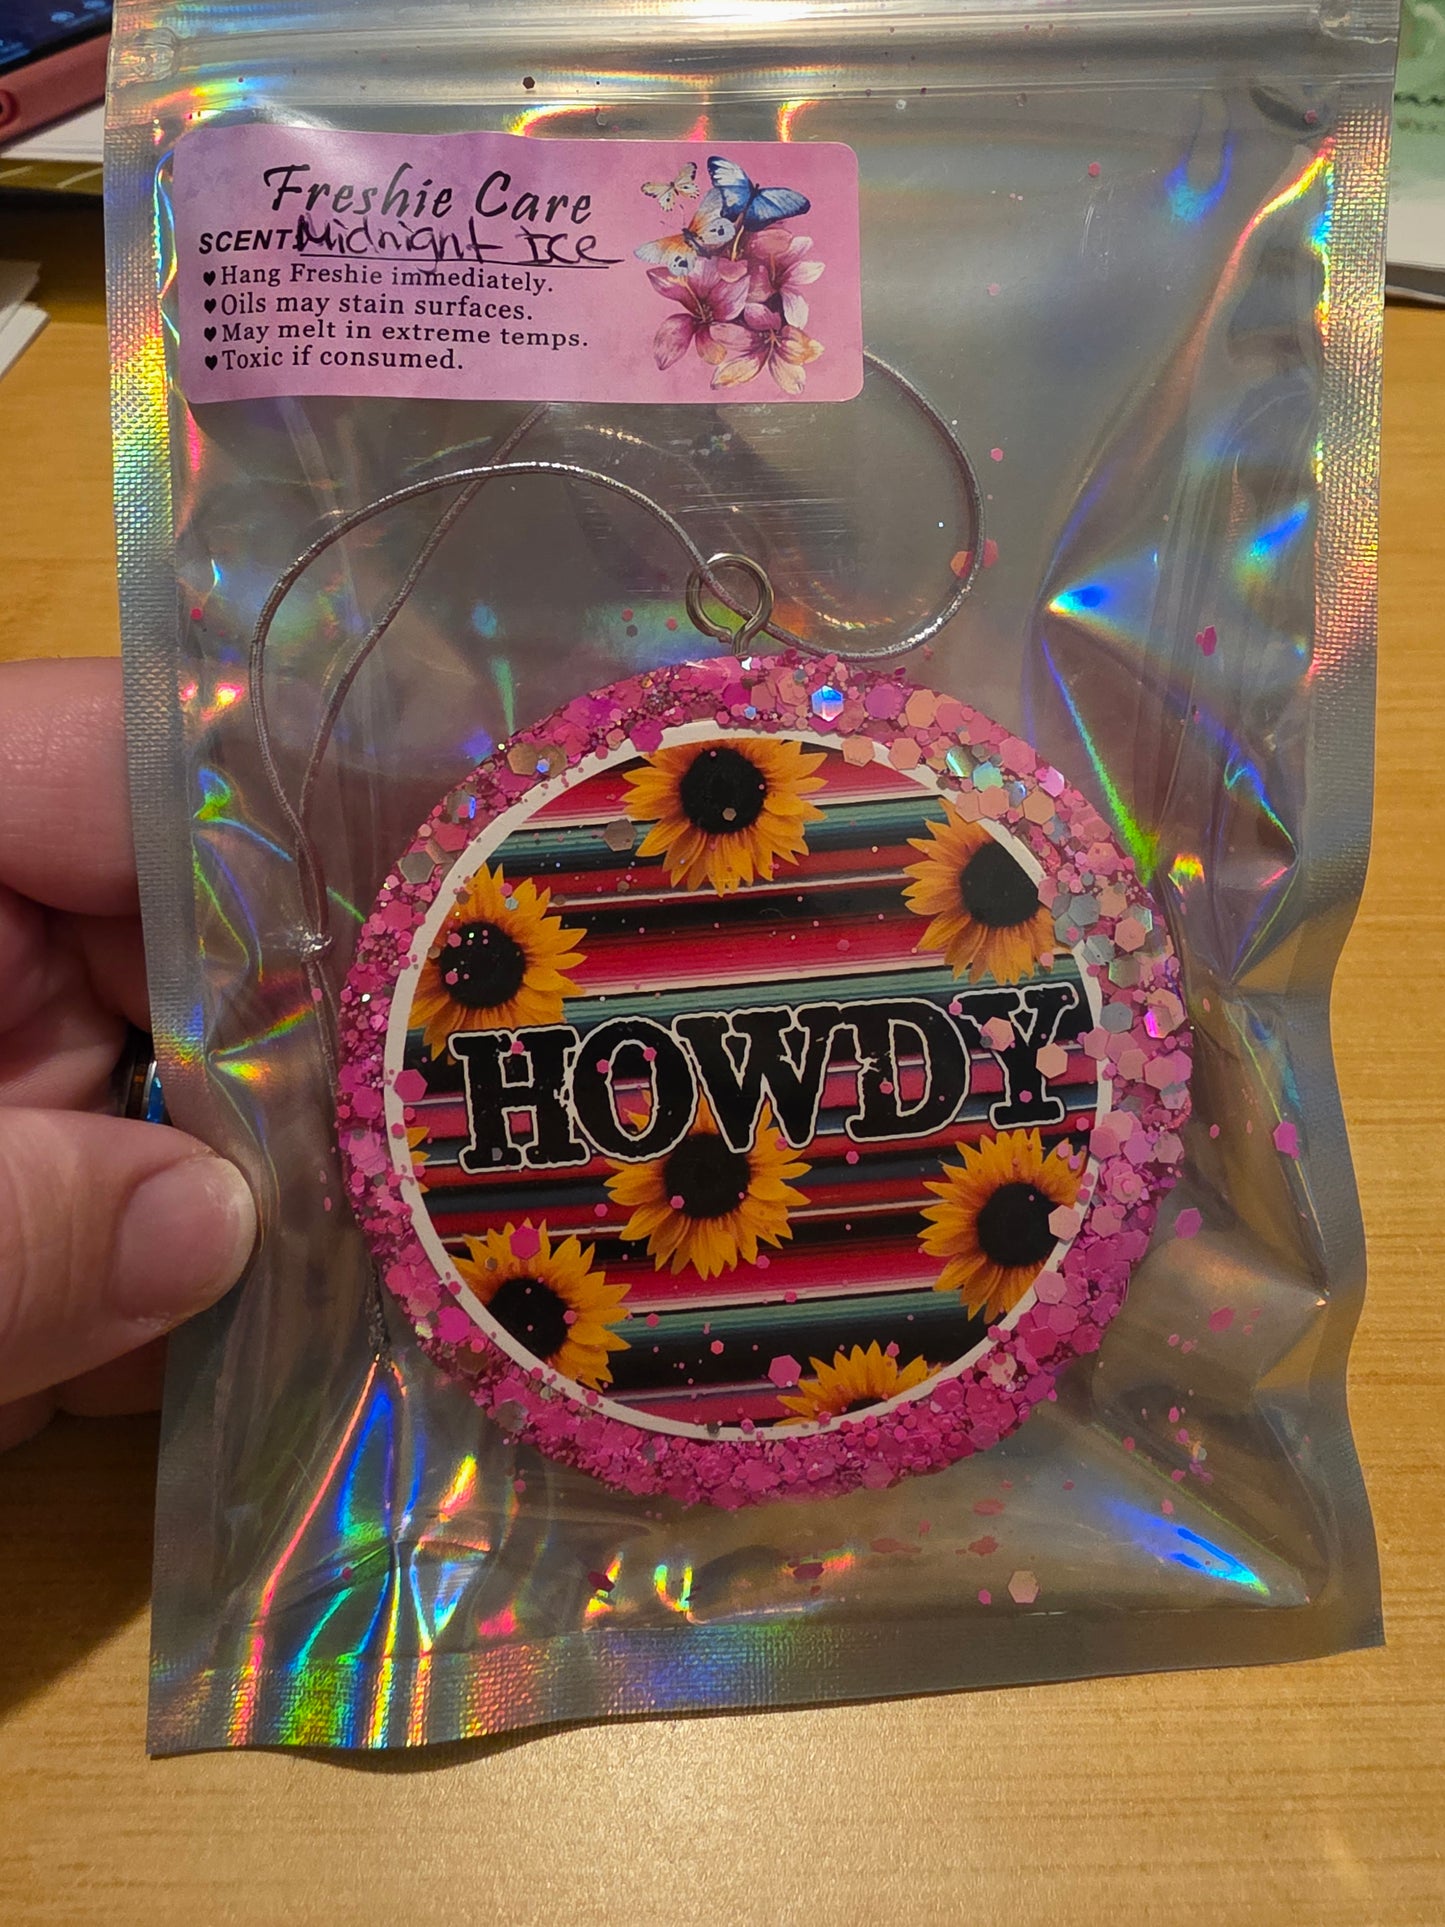 Freshie Care
SCENT: Midnight Ice
♥ Hang Freshie immediately.
♥ Oils may stain surfaces.
♥ May melt in extreme temps.
♥ Toxic if consumed.
HOWDY